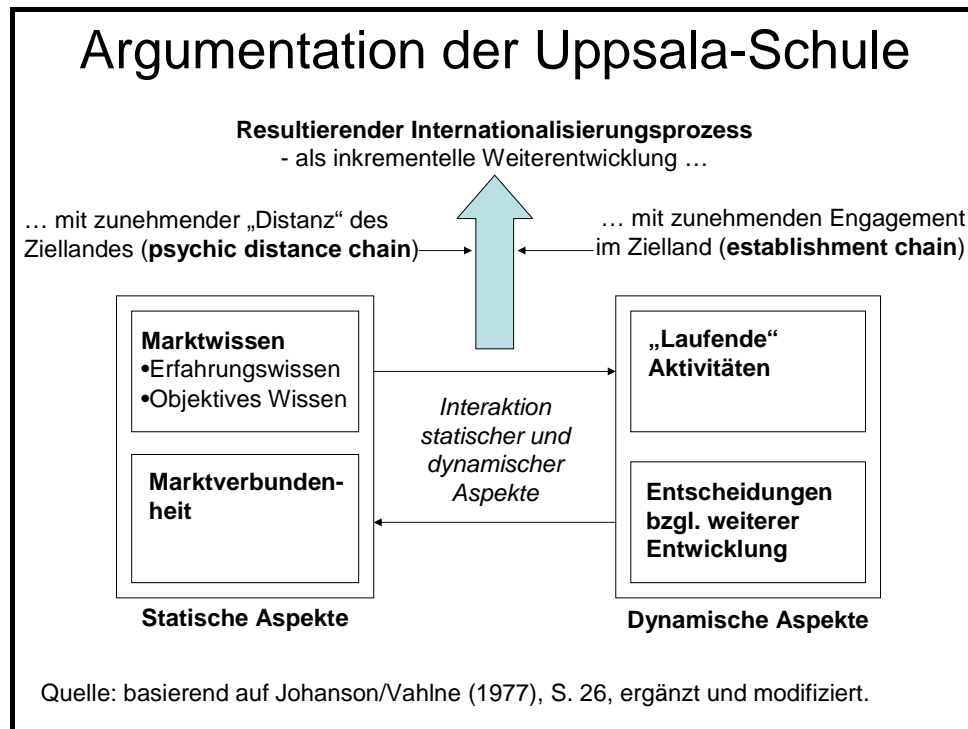 Argumentation der Uppsala-Schule
Resultierender Internationalisierungsprozess
- als inkrementelle Weiterentwicklung …
… mit zunehmender „Distanz“ des
Ziellandes (psychic distance chain)
… mit zunehmenden Engagement
im Zielland (establishment chain)
Marktwissen
•Erfahrungswissen
•Objektives Wissen
Marktverbunden-
heit
Statische Aspekte
Interaktion
statischer und
dynamischer
Aspekte
„Laufende“
Aktivitäten
Entscheidungen
bzgl. weiterer
Entwicklung
Dynamische Aspekte
Quelle: basierend auf Johanson/Vahlne (1977), S. 26, ergänzt und modifiziert.